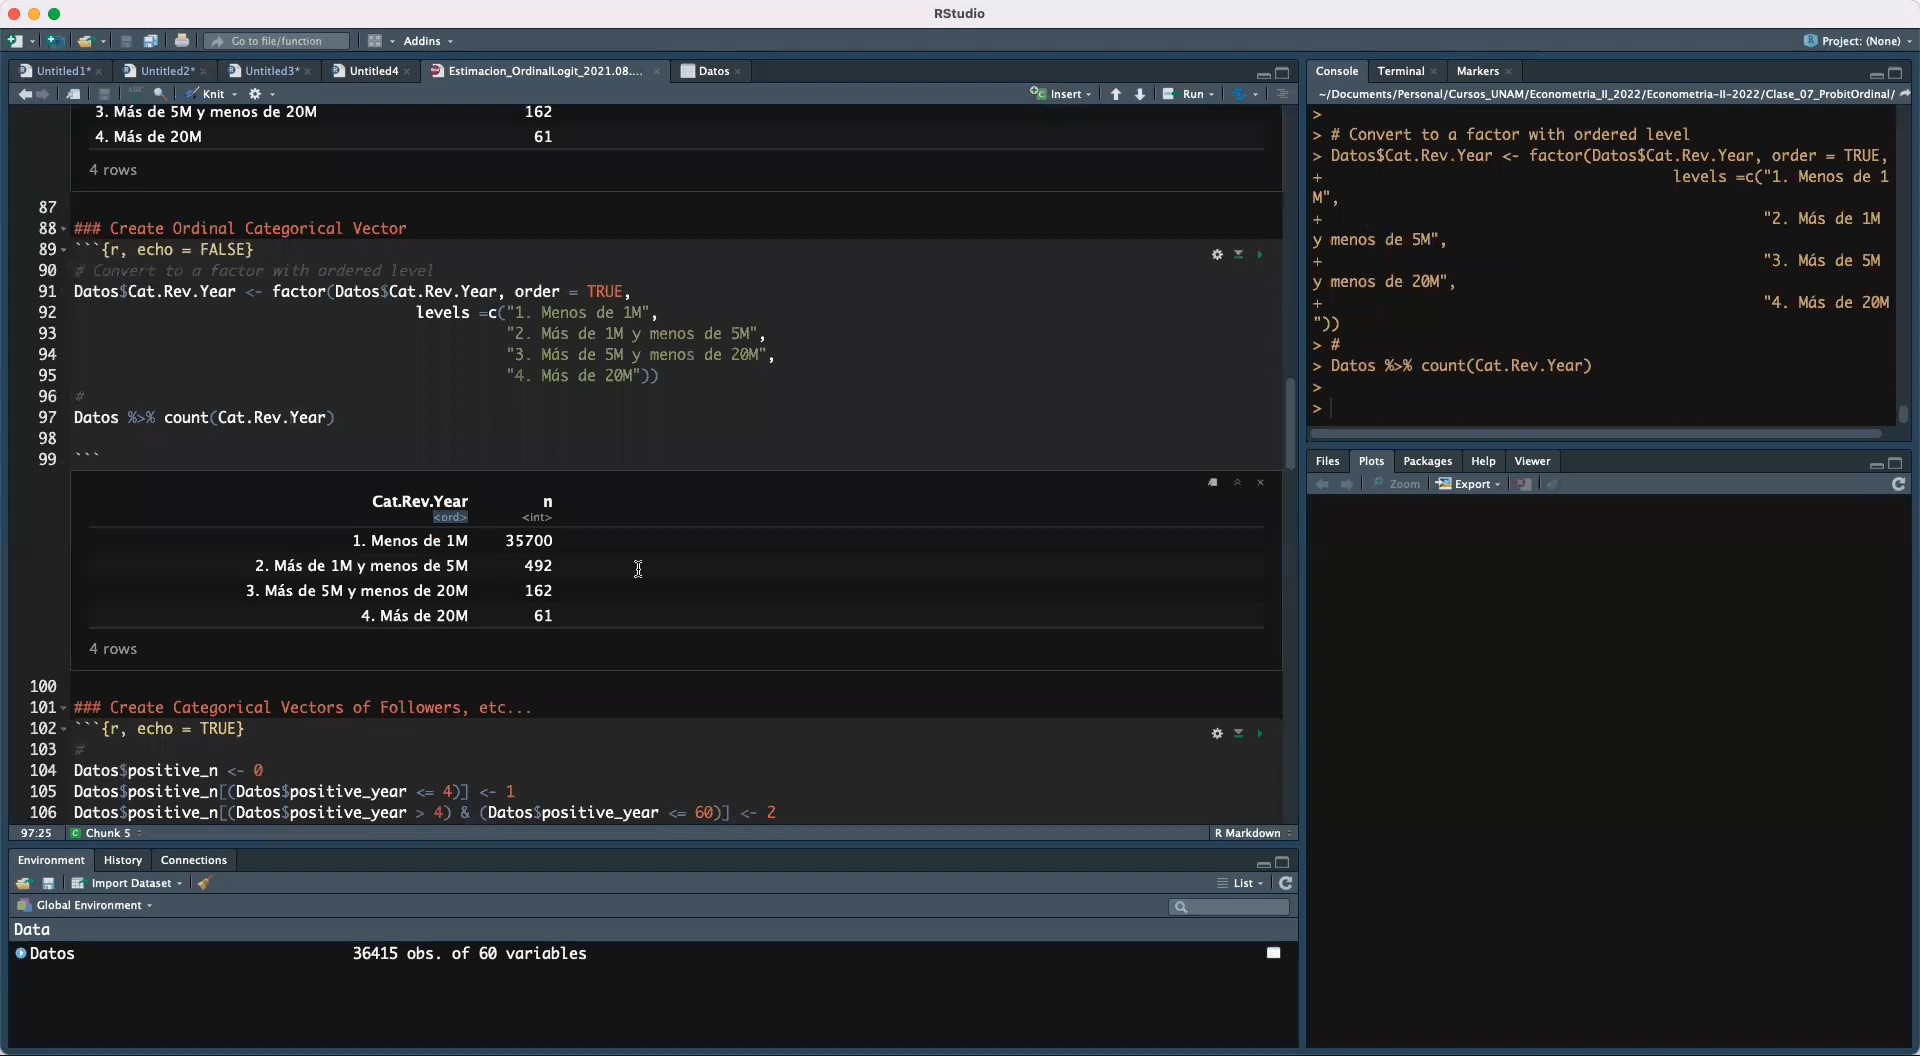 RStudio
Go to file/function
Addins
Project: (None)
Untitled1*
Untitled2*
Untitled3*
Untitled4
Estimacion_OrdinalLogit_2021.08....
Datos
ABC
Knit
Insert
Run
3. Más de 5M y menos de 20M 162
4. Más de 20M 61
4 rows
87
88 ### Create Ordinal Categorical Vector
89 ```{r, echo = FALSE}
90 # Convert to a factor with ordered level
91 Datos$Cat.Rev.Year <- factor(Datos$Cat.Rev.Year, order = TRUE,
92 levels =c("1. Menos de 1M",
93 "2. Más de 1M y menos de 5M",
94 "3. Más de 5M y menos de 20M",
95 "4. Más de 20M"))
96 #
97 Datos %>% count(Cat.Rev.Year)
98
99 ```
Cat.Rev.Year n
<ord> <int>
1. Menos de 1M 35700
2. Más de 1M y menos de 5M 492
3. Más de 5M y menos de 20M 162
4. Más de 20M 61
4 rows
100
101 ### Create Categorical Vectors of Followers, etc...
102 ```{r, echo = TRUE}
103 #
104 Datos$positive_n <- 0
105 Datos$positive_n[(Datos$positive_year <= 4)] <- 1
106 Datos$positive_n[(Datos$positive_year > 4) & (Datos$positive_year <= 60)] <- 2
97:25
Chunk 5
R Markdown
Environment
History
Connections
Import Dataset
List
Global Environment
Data
Datos 36415 obs. of 60 variables
Console
Terminal
Markers
~/Documents/Personal/Cursos_UNAM/Econometria_II_2022/Econometria-II-2022/Clase_07_ProbitOrdinal/
>
> # Convert to a factor with ordered level
> Datos$Cat.Rev.Year <- factor(Datos$Cat.Rev.Year, order = TRUE,
+ levels =c("1. Menos de 1
M",
+ "2. Más de 1M
y menos de 5M",
+ "3. Más de 5M
y menos de 20M",
+ "4. Más de 20M
"))
> #
> Datos %>% count(Cat.Rev.Year)
>
>
Files
Plots
Packages
Help
Viewer
Zoom
Export